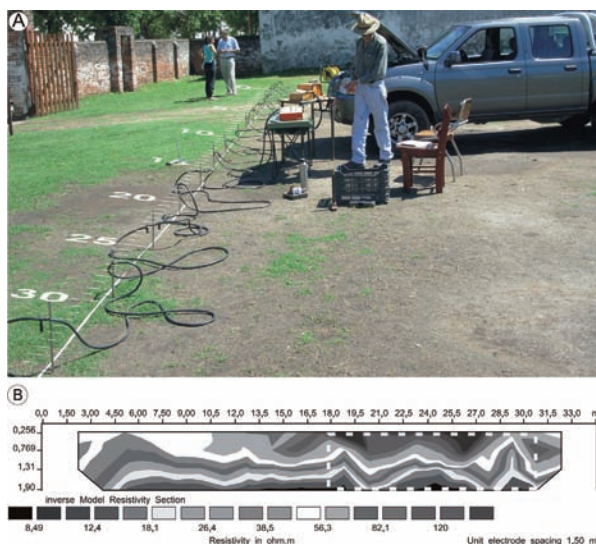 A
10
20
25
30
B
0,0 1,50 3,00 4,50 6,00 7,50 9,00 10,5 12,0 13,5 15,0 16,5 18.0 19,5 21,0 22,5 24,0 25,5 27.0 28,5 30,0 31.5 33,0 m
0,256
0,769
1,31
1,90
inverse Model Resistivity Section
8,49 12,4 18,1 26,4 38,5 56,3 82,1 120
Resistivity in ohm.m Unit electrode spacing 1,50 m